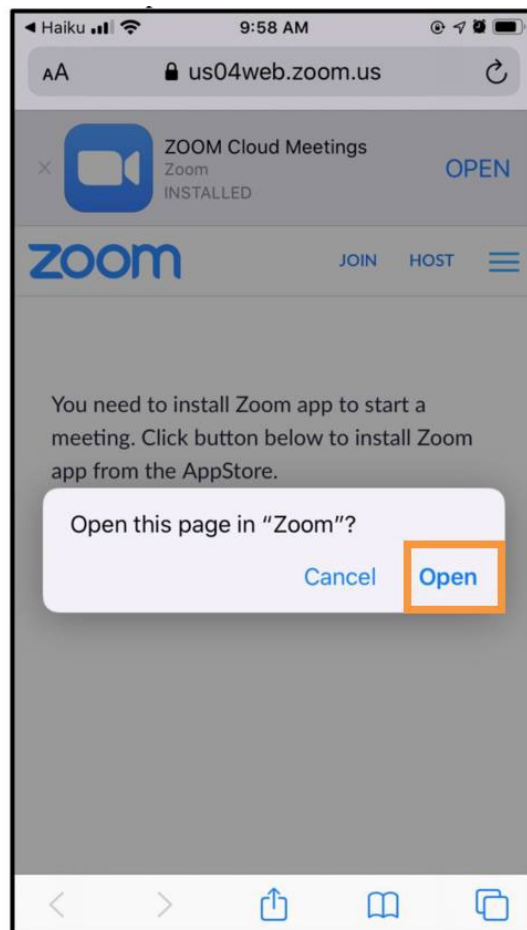 ◀ Haiku 9:58 AM
AA us04web.zoom.us
ZOOM Cloud Meetings
Zoom
INSTALLED
OPEN
zoom JOIN HOST
You need to install Zoom app to start a
meeting. Click button below to install Zoom
app from the AppStore.
Open this page in “Zoom”?
Cancel Open